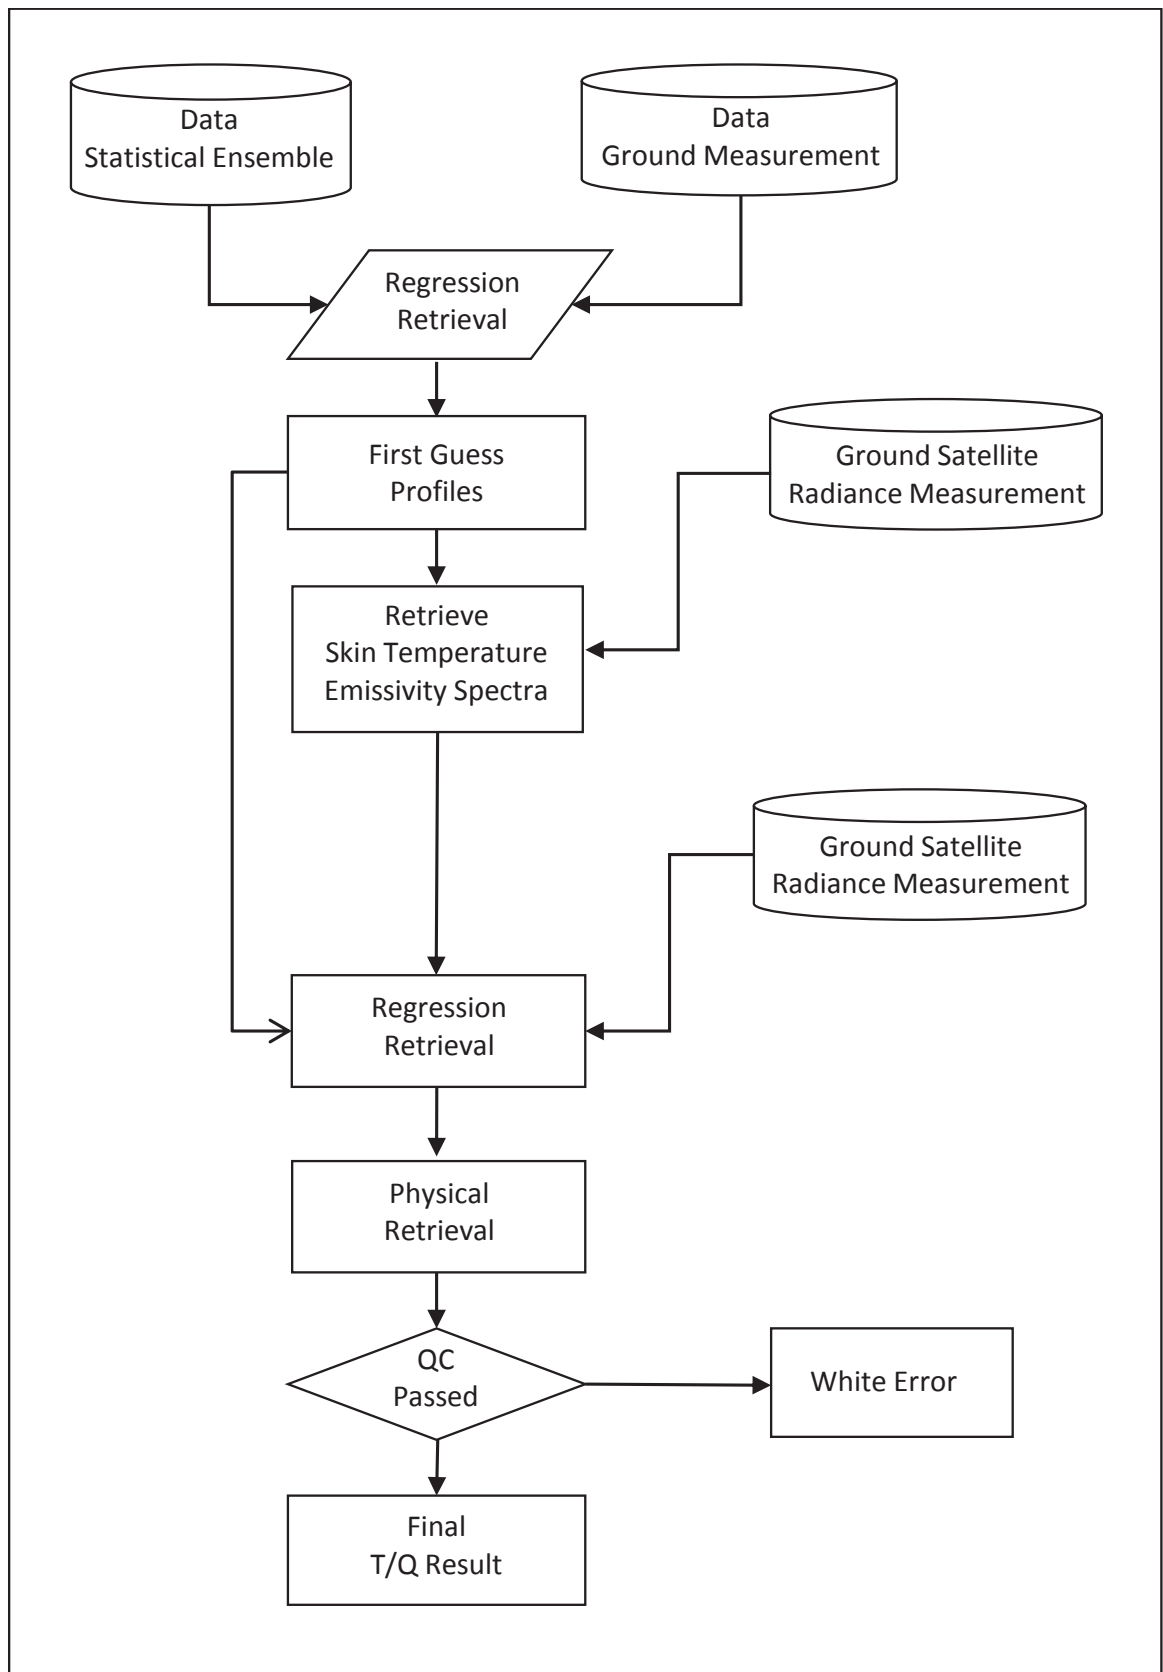 Data
Statistical Ensemble
Data
Ground Measurement
Regression
Retrieval
First Guess
Profiles
Ground Satellite
Radiance Measurement
Retrieve
Skin Temperature
Emissivity Spectra
Ground Satellite
Radiance Measurement
Regression
Retrieval
Physical
Retrieval
QC
Passed
White Error
Final
T/Q Result